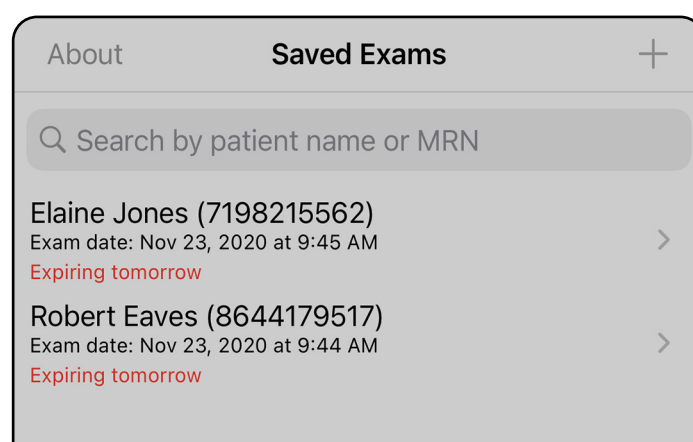 About
Saved Exams
Search by patient name or MRN
Elaine Jones (7198215562)
Exam date: Nov 23, 2020 at 9:45 AM
Expiring tomorrow
Robert Eaves (8644179517)
Exam date: Nov 23, 2020 at 9:44 AM
Expiring tomorrow